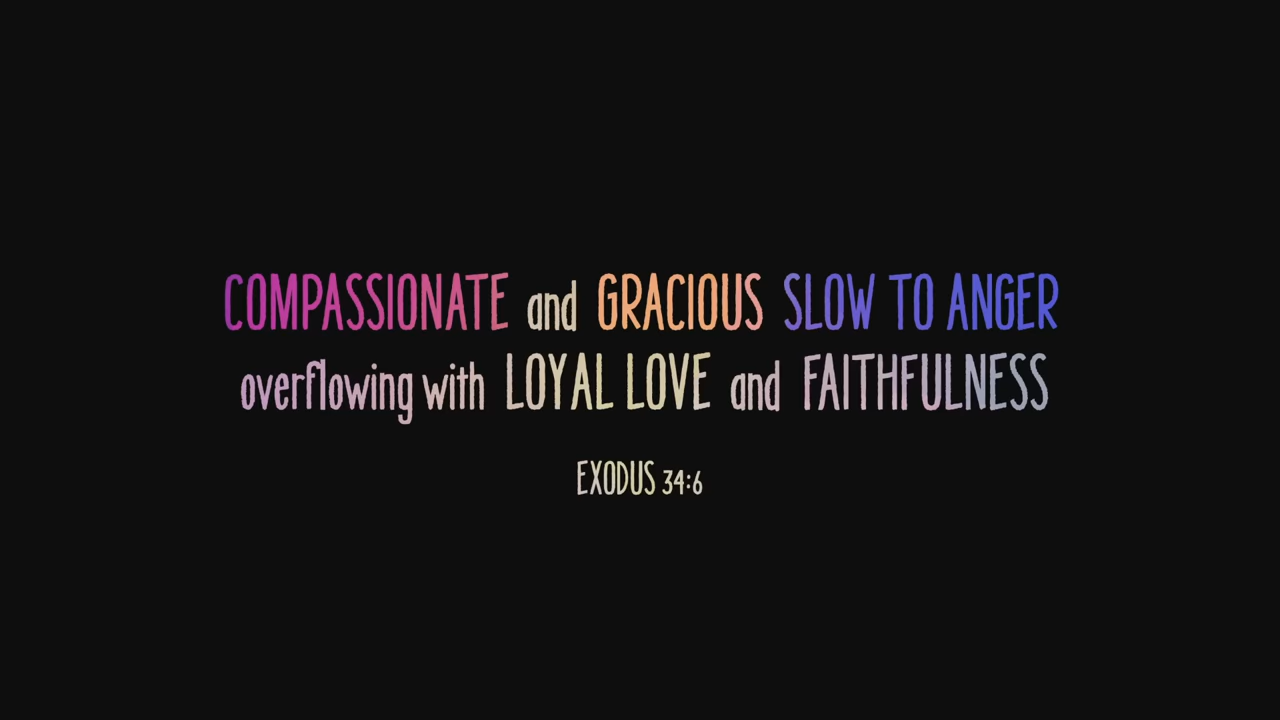 COMPASSIONATE and GRACIOUS SLOW TO ANGER
overflowing with LOYAL LOVE and FAITHFULNESS
EXODUS 34:6